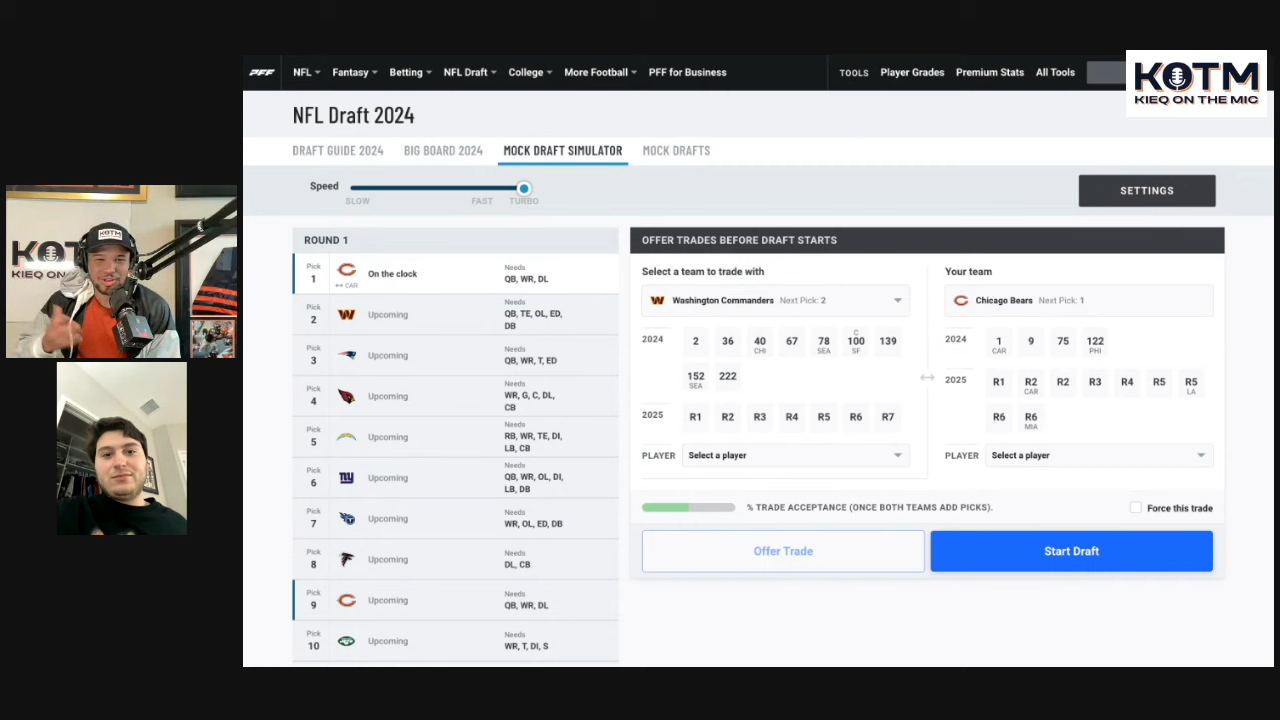 PFF
NFL
Fantasy
Betting
NFL Draft
College
More Football
PFF for Business
TOOLS
Player Grades
Premium Stats
All Tools
KOTM
KIEQ ON THE MIC
NFL Draft 2024
DRAFT GUIDE 2024
BIG BOARD 2024
MOCK DRAFT SIMULATOR
MOCK DRAFTS
Speed
SLOW
FAST
TURBO
SETTINGS
ROUND 1
Pick
1
↔ CAR
On the clock
Needs
QB, WR, DL
Pick
2
Upcoming
Needs
QB, TE, OL, ED,
DB
Pick
3
Upcoming
Needs
QB, WR, T, ED
Pick
4
Upcoming
Needs
WR, G, C, DL,
CB
Pick
5
Upcoming
Needs
RB, WR, TE, DI,
LB, CB
Pick
6
Upcoming
Needs
QB, WR, OL, DI,
LB, DB
Pick
7
Upcoming
Needs
WR, OL, ED, DB
Pick
8
Upcoming
Needs
DL, CB
Pick
9
Upcoming
Needs
QB, WR, DL
Pick
10
Upcoming
Needs
WR, T, DI, S
OFFER TRADES BEFORE DRAFT STARTS
Select a team to trade with
Washington Commanders Next Pick: 2
2024
2
36
40
CHI
67
78
SEA
C
100
SF
139
152
SEA
222
2025
R1
R2
R3
R4
R5
R6
R7
PLAYER
Select a player
Your team
Chicago Bears Next Pick: 1
2024
1
CAR
9
75
122
PHI
2025
R1
R2
CAR
R2
R3
R4
R5
R5
LA
R6
R6
MIA
PLAYER
Select a player
% TRADE ACCEPTANCE (ONCE BOTH TEAMS ADD PICKS).
Force this trade
Offer Trade
Start Draft
KOTM
KIEQ ON
KOTM